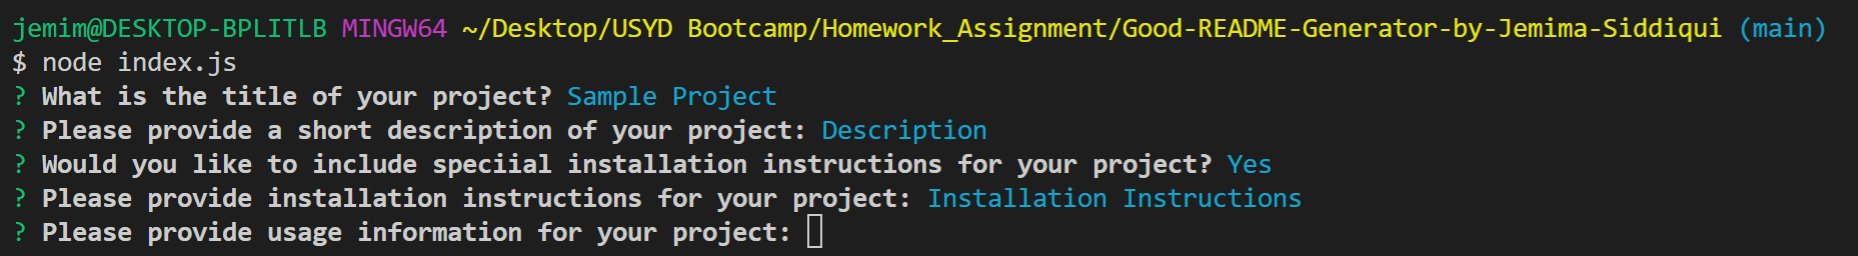 jemim@DESKTOP-BPLITLB MINGW64 ~/Desktop/USYD Bootcamp/Homework_Assignment/Good-README-Generator-by-Jemima-Siddiqui (main)
$ node index.js
? What is the title of your project? Sample Project
? Please provide a short description of your project: Description
? Would you like to include speciial installation instructions for your project? Yes
? Please provide installation instructions for your project: Installation Instructions
? Please provide usage information for your project: